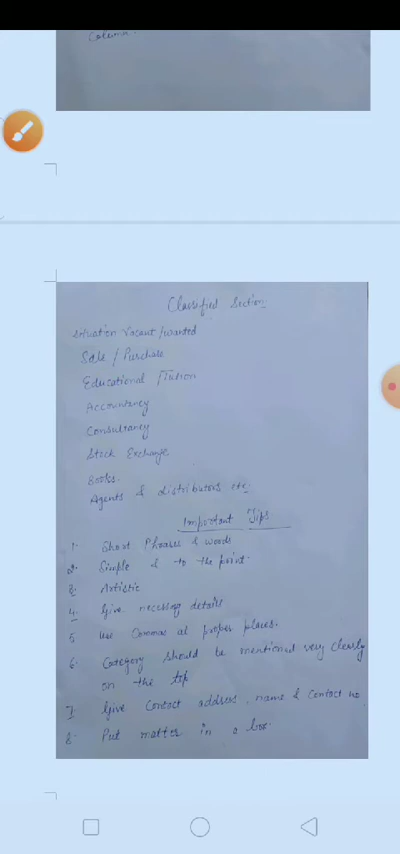 Column.
Classified Section
Situation Vacant / wanted
Sale / Purchase
Educational / Tuition
Accountancy
Consultancy
Stock Exchange
Books.
Agents & distributors etc.
Important Tips
1. Short Phrases & words
2. Simple & to the point.
3. Artistic
4. Give necessary details
5. Use Commas at proper places.
6. Category should be mentioned very clearly
on the top
7. Give Contact address, name & Contact no.
8. Put matter in a box.